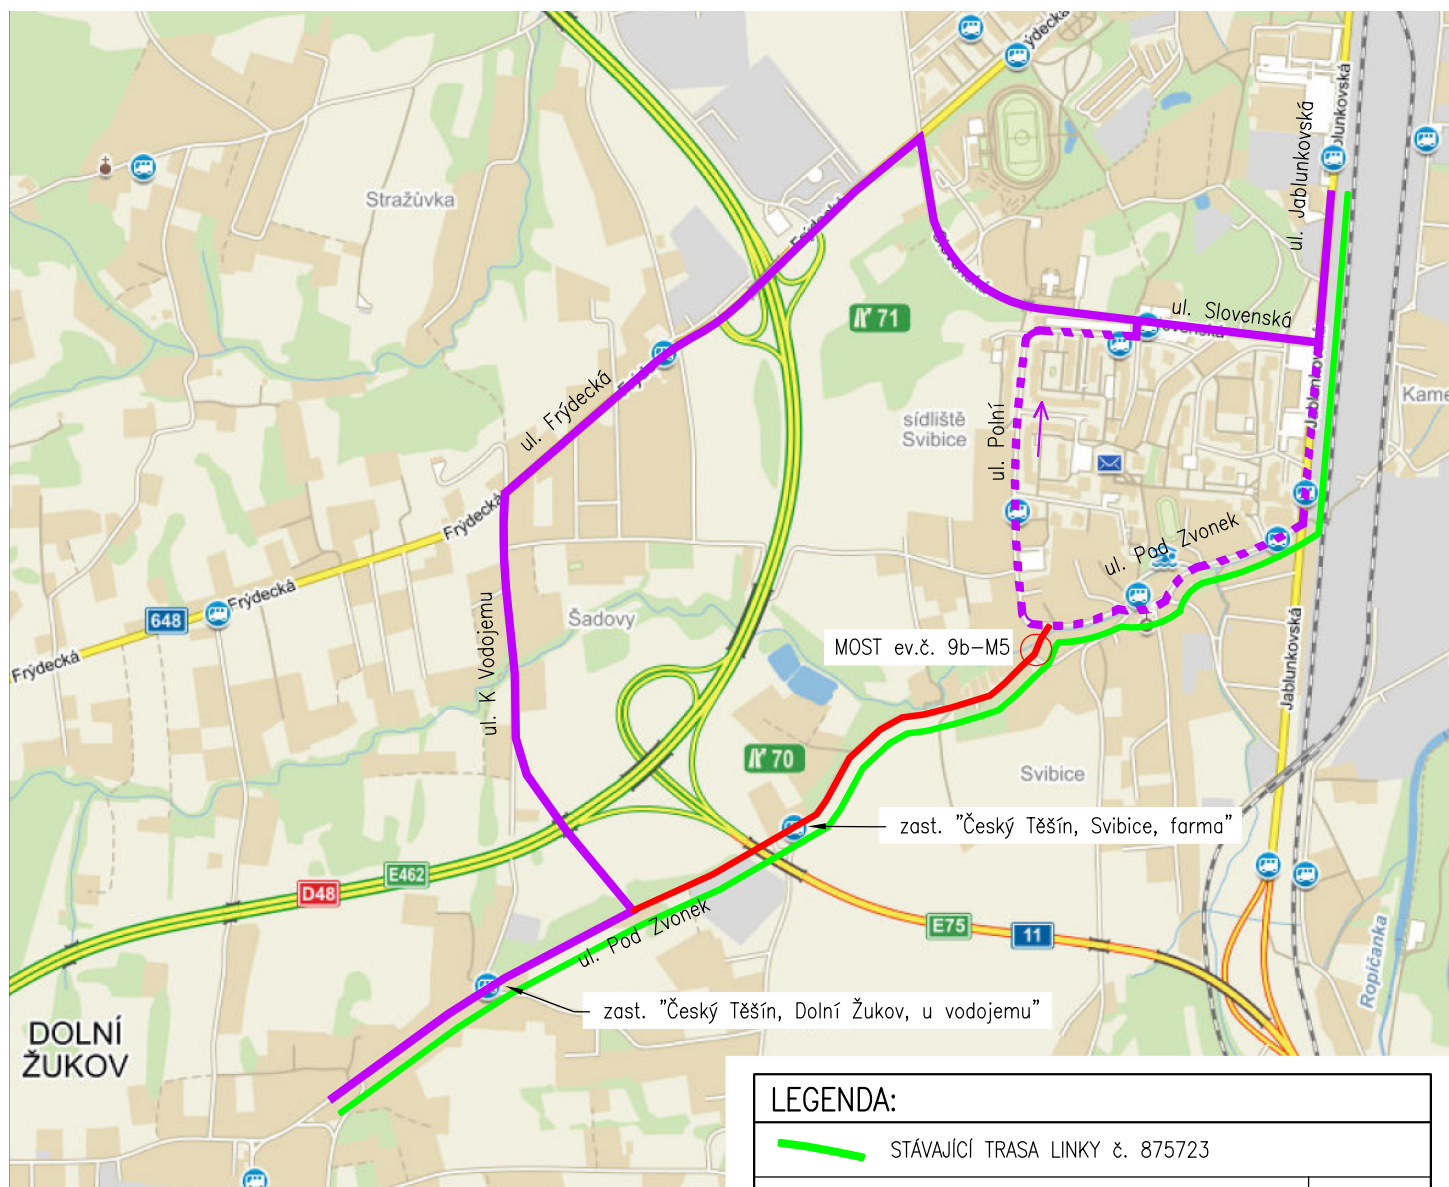 Frýdecká
Jablunkovská
ul. Jablunkovská
Stražůvka
Frýdecká
Slovenská
71
ul. Slovenská
ul. Frýdecká
Jablunkovská
Kame
sídliště
Svibice
ul. Polní
Frýdecká
ul. Pod Zvonek
Frýdecká
648
Šadovy
Frýdecká
ul. K Vodojemu
MOST ev.č. 9b-M5
Jablunkovská
70
Svibice
zast. "Český Těšín, Svibice, farma"
E462
D48
ul. Pod Zvonek
E75
11
Ropičanka
zast. "Český Těšín, Dolní Žukov, u vodojemu"
DOLNÍ
ŽUKOV
LEGENDA:
STÁVAJÍCÍ TRASA LINKY č. 875723